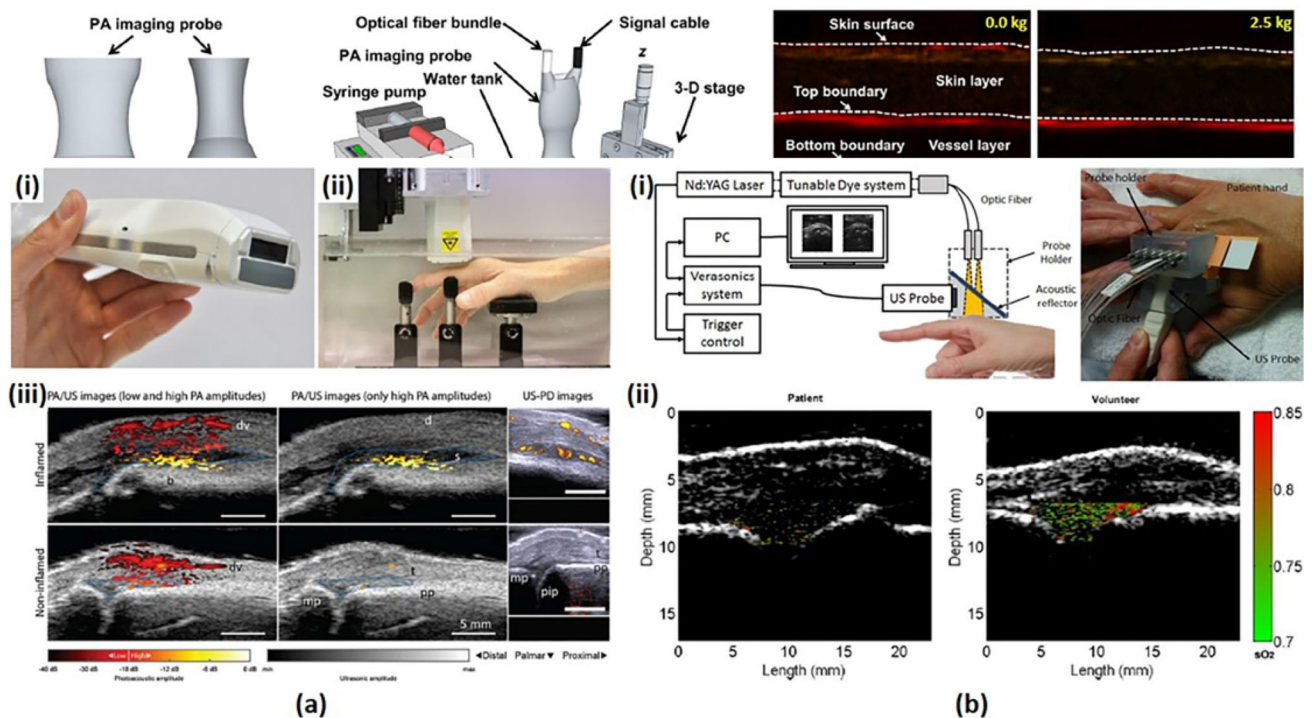 PA imaging probe
Optical fiber bundle
Signal cable
PA imaging probe
Water tank
z
3-D stage
Syringe pump
Skin surface
0.0 kg
2.5 kg
Skin layer
Top boundary
Bottom boundary
Vessel layer
(i)
(ii)
(iii)
PA/US images (low and high PA amplitudes)
PA/US images (only high PA amplitudes)
US-PD images
Inflamed
dv
b
d
s
Non-inflamed
dv
mp
pp
t
5 mm
mp
pip
t
pp
◄Low
High►
-40 dB
-30 dB
-18 dB
-12 dB
-6 dB
0 dB
Photoacoustic amplitude
min
max
Ultrasonic amplitude
◄Distal Palmar▼ Proximal►
(a)
(i)
Nd:YAG Laser
Tunable Dye system
Optic Fiber
PC
Probe
Holder
Verasonics
system
US Probe
Acoustic
reflector
Trigger
control
Probe holder
Patient hand
Optic Fiber
US Probe
(ii)
Patient
Volunteer
0
5
10
15
Depth (mm)
0
5
10
15
20
Length (mm)
0
5
10
15
Depth (mm)
0
5
10
15
20
Length (mm)
0.85
0.8
0.75
0.7
sO₂
(b)